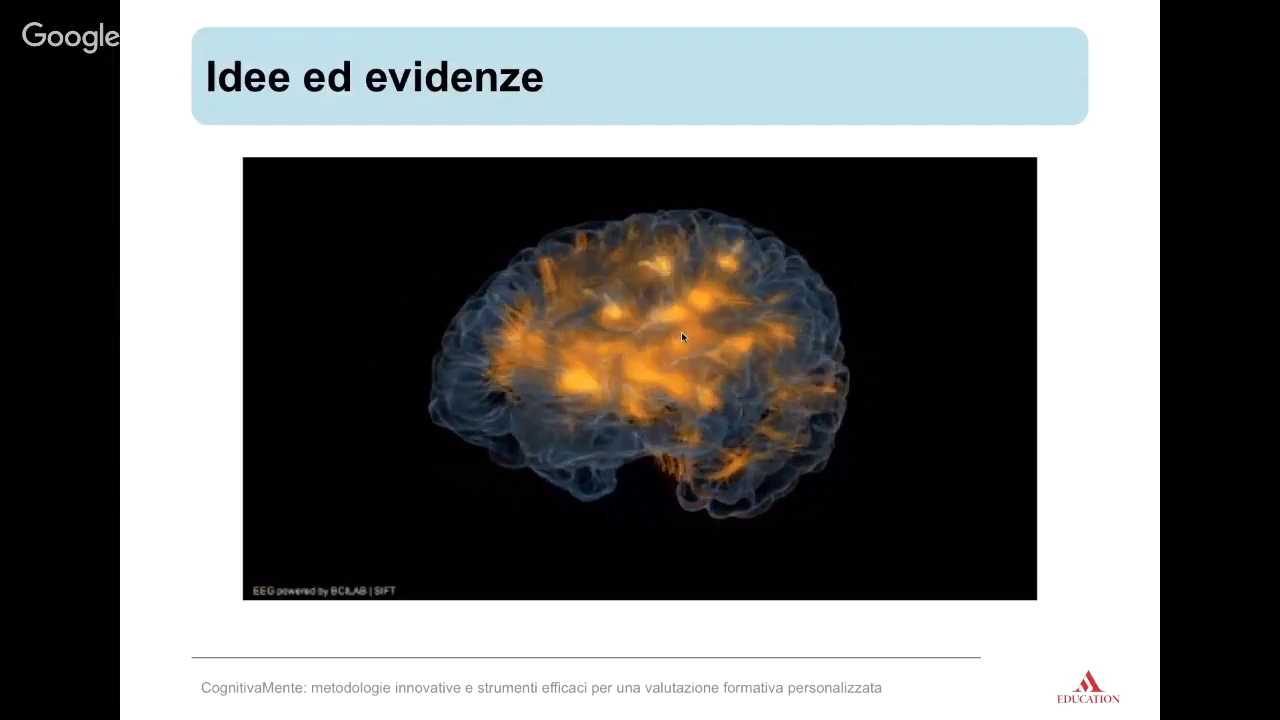 Google
Idee ed evidenze
EEG powered by BCILAB | SIFT
CognitivaMente: metodologie innovative e strumenti efficaci per una valutazione formativa personalizzata
EDUCATION